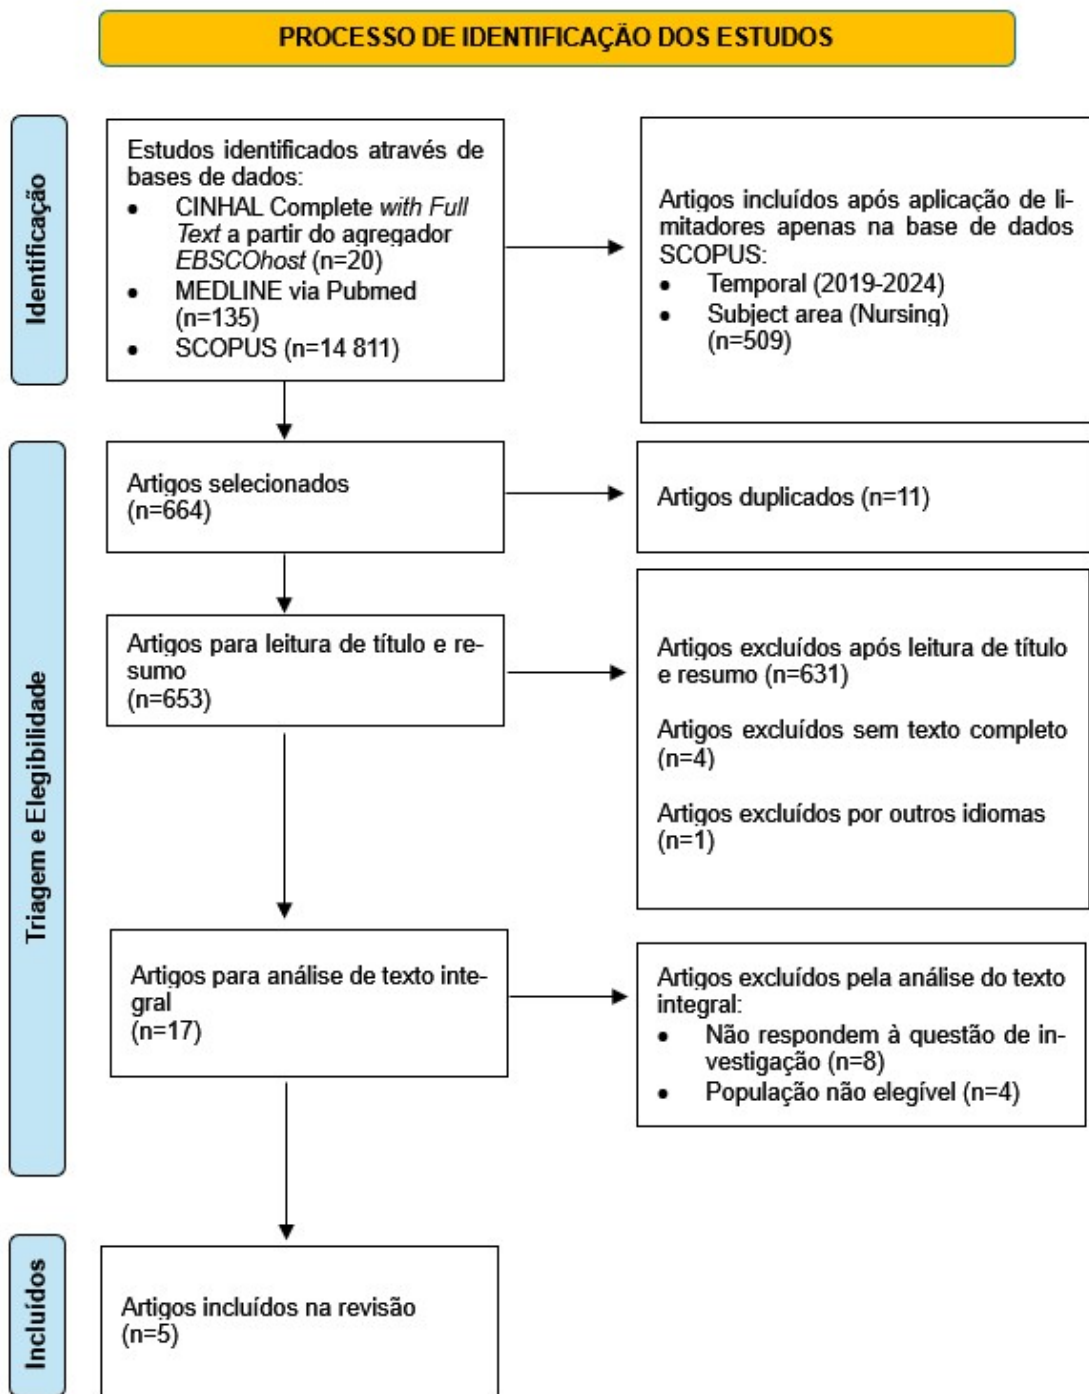 PROCESSO DE IDENTIFICAÇÃO DOS ESTUDOS
Identificação
Estudos identificados através de
bases de dados:
• CINHAL Complete with Full
Text a partir do agregador
EBSCOhost (n=20)
• MEDLINE via Pubmed
(n=135)
• SCOPUS (n=14 811)
Artigos incluídos após aplicação de li-
mitadores apenas na base de dados
SCOPUS:
• Temporal (2019-2024)
• Subject area (Nursing)
(n=509)
Triagem e Elegibilidade
Artigos selecionados
(n=664)
Artigos duplicados (n=11)
Artigos para leitura de título e re-
sumo
(n=653)
Artigos excluídos após leitura de título
e resumo (n=631)
Artigos excluídos sem texto completo
(n=4)
Artigos excluídos por outros idiomas
(n=1)
Artigos para análise de texto inte-
gral
(n=17)
Artigos excluídos pela análise do texto
integral:
• Não respondem à questão de in-
vestigação (n=8)
• População não elegível (n=4)
Incluídos
Artigos incluídos na revisão
(n=5)